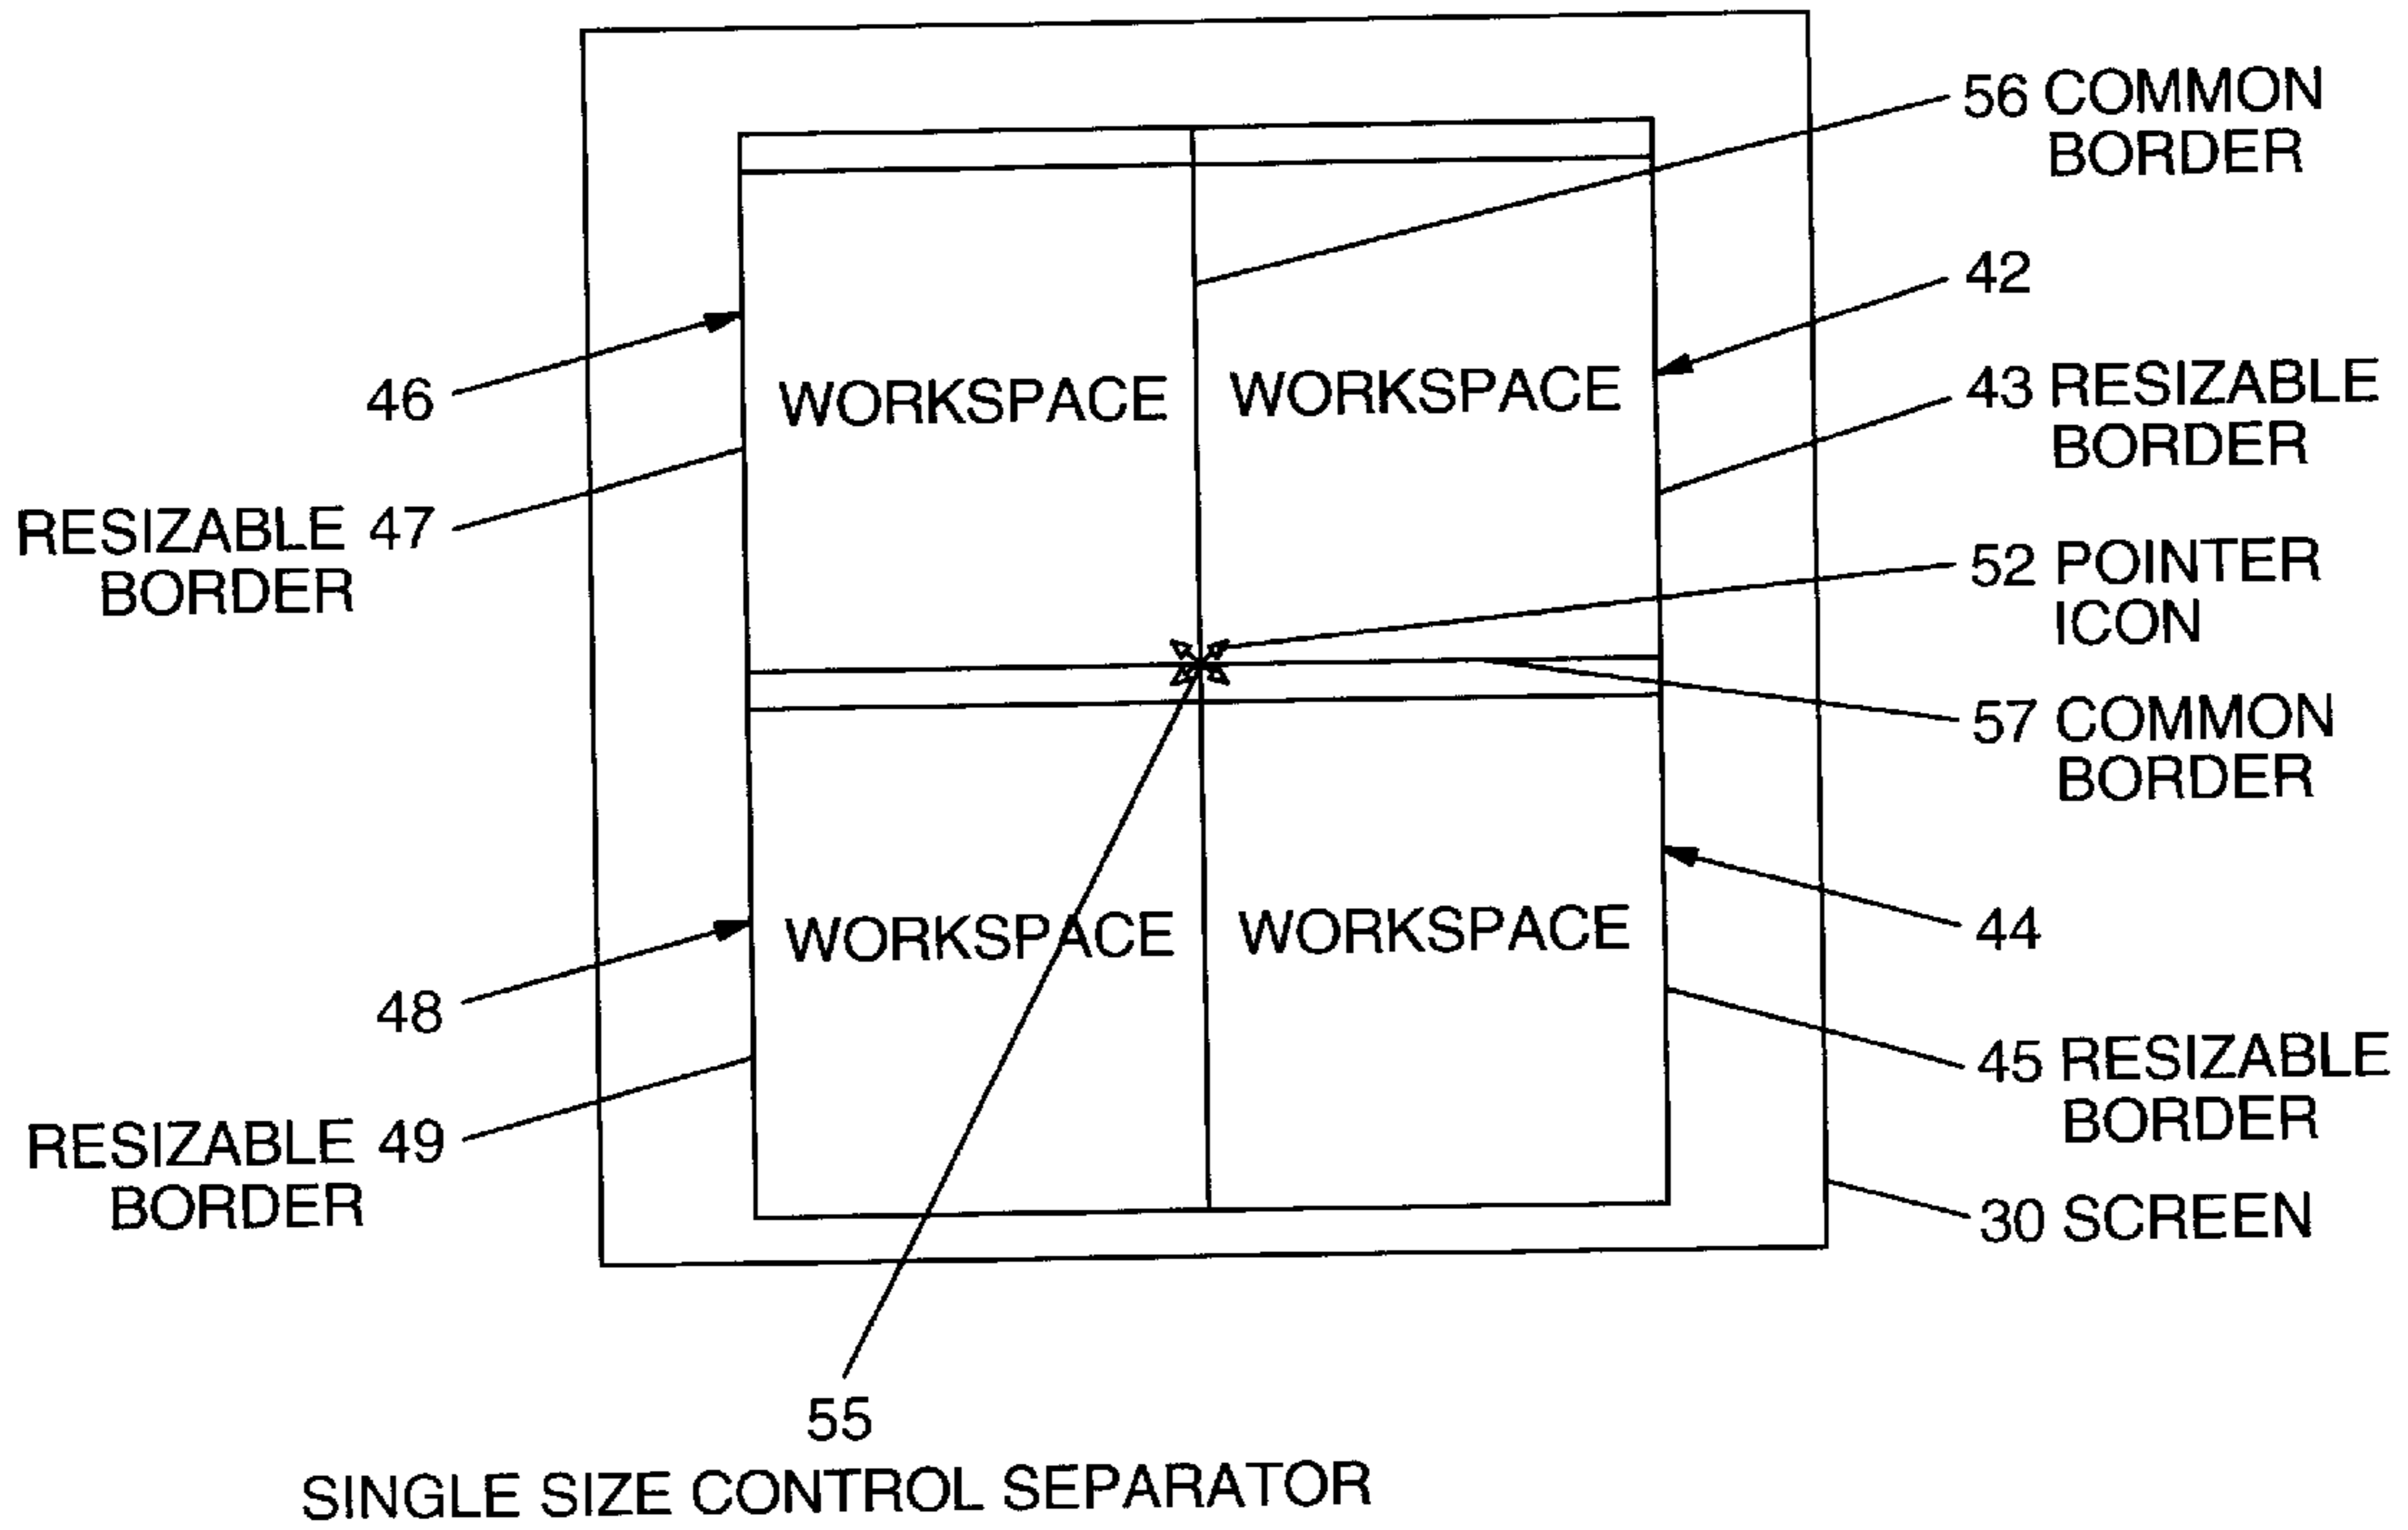 56 COMMON
BORDER
42
46
WORKSPACE
WORKSPACE
43 RESIZABLE
BORDER
RESIZABLE 47
BORDER
52 POINTER
ICON
57 COMMON
BORDER
WORKSPACE
WORKSPACE
44
48
45 RESIZABLE
BORDER
RESIZABLE 49
BORDER
30 SCREEN
55
SINGLE SIZE CONTROL SEPARATOR